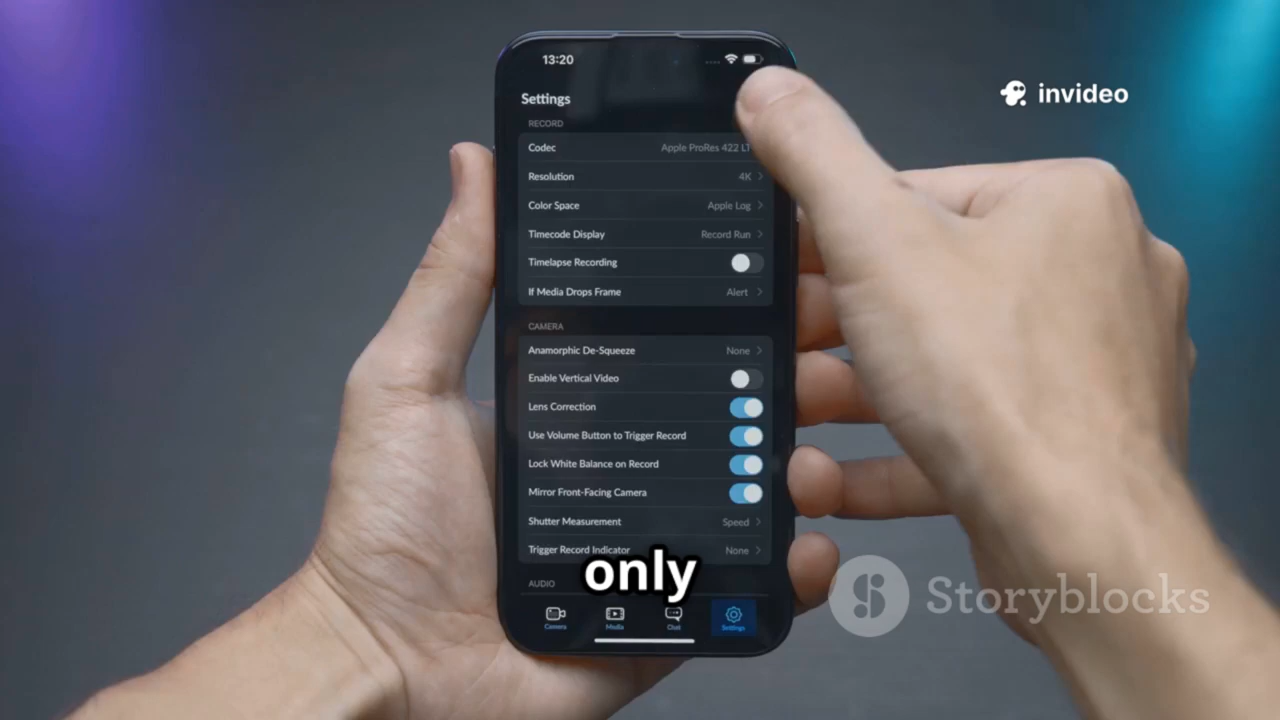 13:20
invideo
Settings
RECORD
Codec Apple ProRes 422 LT
Resolution 4K
Color Space Apple Log
Timecode Display Record Run
Timelapse Recording
If Media Drops Frame Alert
CAMERA
Anamorphic De-Squeeze None
Enable Vertical Video
Lens Correction
Use Volume Button to Trigger Record
Lock White Balance on Record
Mirror Front-Facing Camera
Shutter Measurement Speed
Trigger Record Indicator None
only
AUDIO
Storyblocks
Camera Media Chat Settings